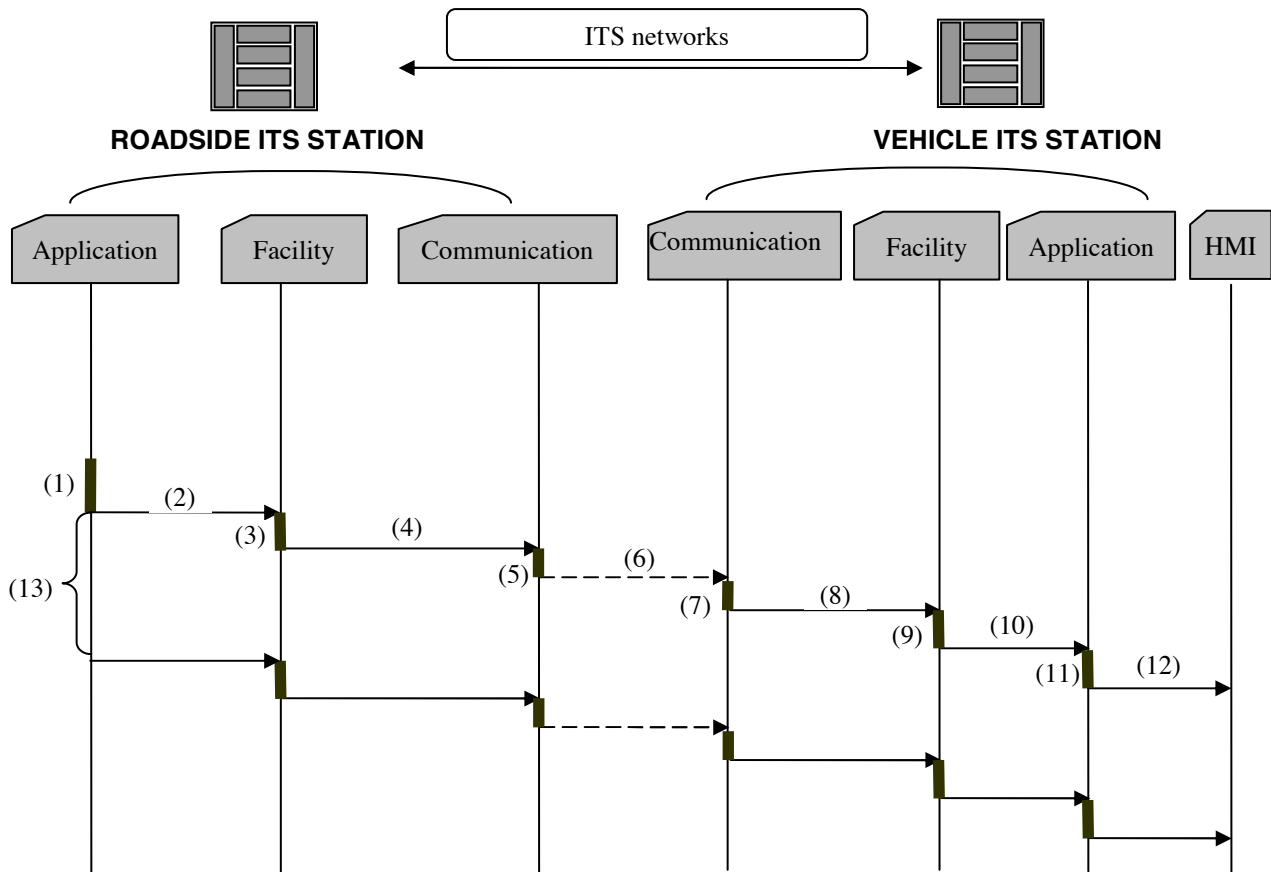 ITS networks
ROADSIDE ITS STATION
VEHICLE ITS STATION
Application
Facility
Communication
Communication
Facility
Application
HMI
(1)
(2)
(3)
(4)
(5)
(6)
(7)
(8)
(9)
(10)
(11)
(12)
(13)